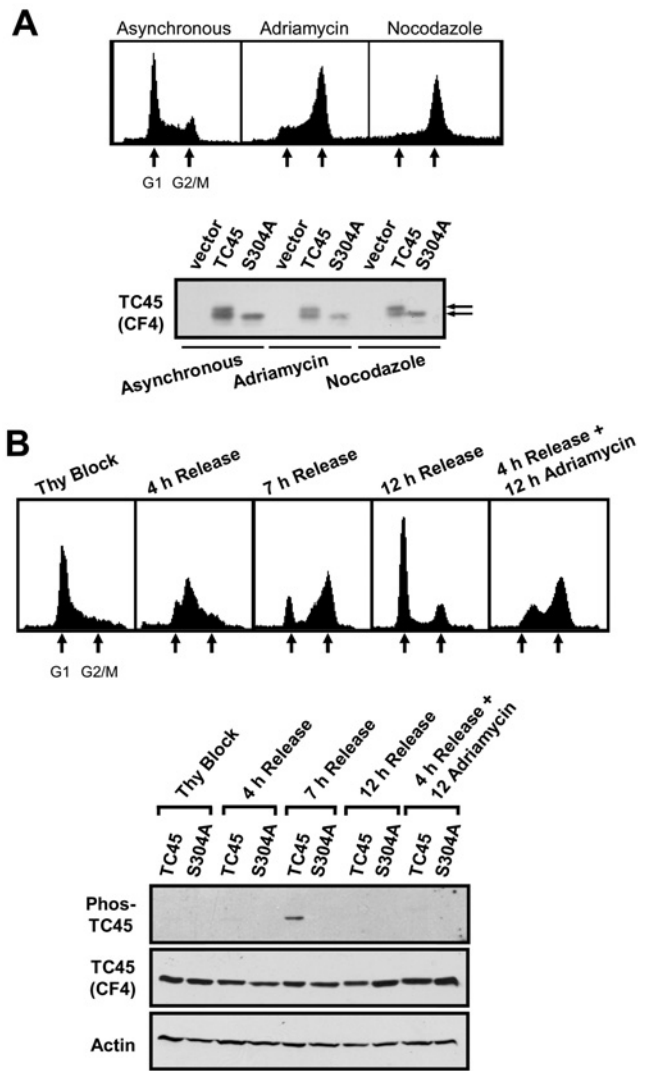 A
Asynchronous Adriamycin Nocodazole
G1 G2/M
vector TC45 S304A vector TC45 S304A vector TC45 S304A
TC45
(CF4)
Asynchronous Adriamycin Nocodazole
B
Thy Block 4 h Release 7 h Release 12 h Release 4 h Release +
12 h Adriamycin
G1 G2/M
Thy Block 4 h Release 7 h Release 12 h Release 4 h Release +
12 Adriamycin
TC45 S304A TC45 S304A TC45 S304A TC45 S304A TC45 S304A
Phos-
TC45
TC45
(CF4)
Actin